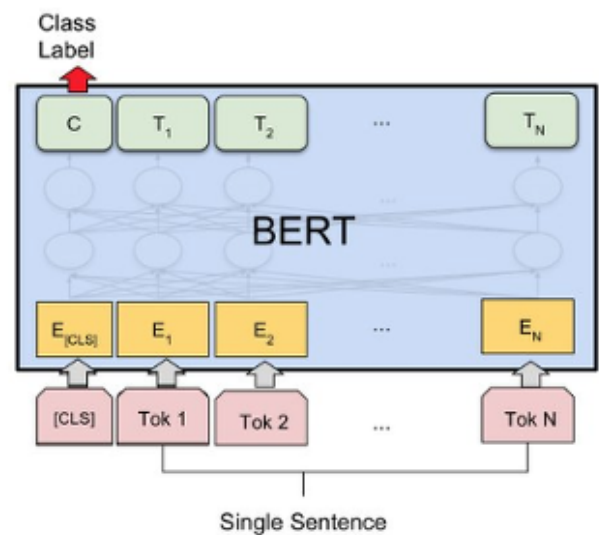 Class
Label
C T1 T2 ... TN
...
BERT
...
E[CLS] E1 E2 ... EN
[CLS] Tok 1 Tok 2 ... Tok N
Single Sentence